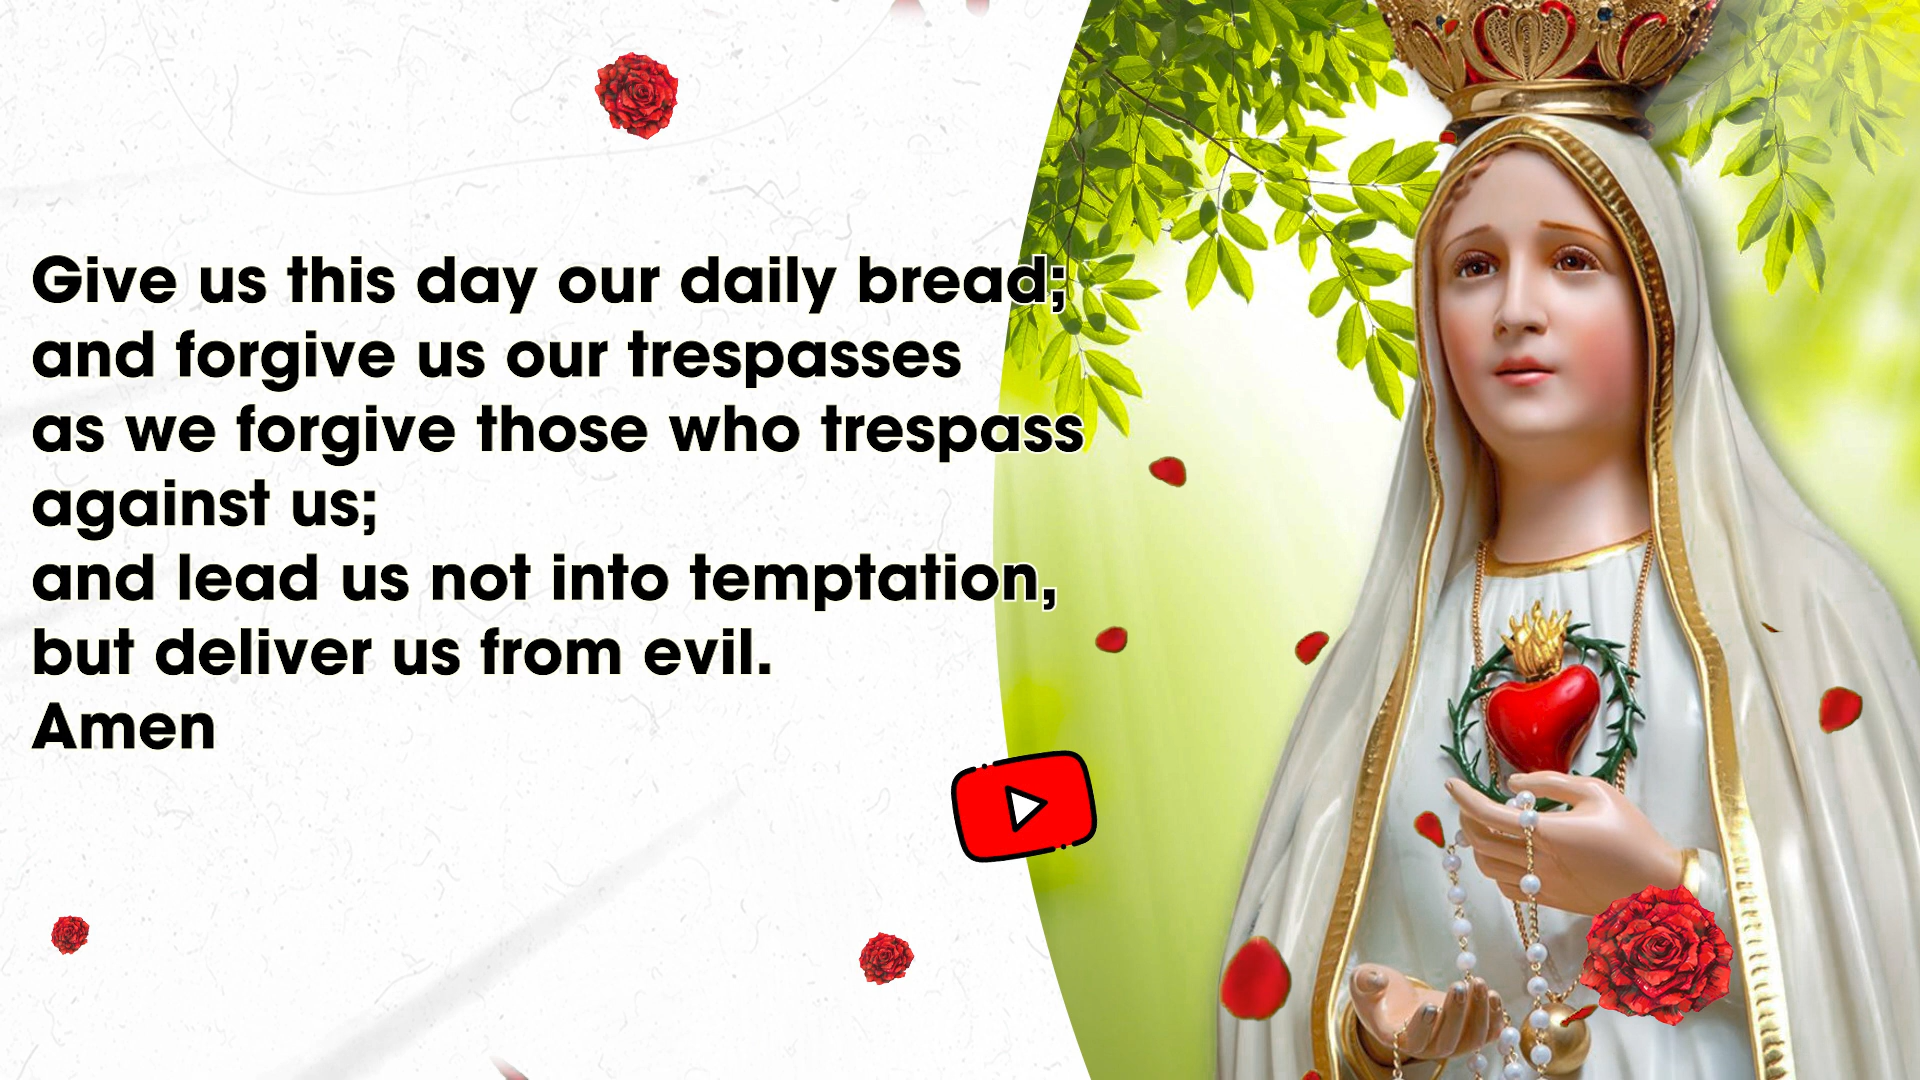 Give us this day our daily bread;
and forgive us our trespasses
as we forgive those who trespass
against us;
and lead us not into temptation,
but deliver us from evil.
Amen